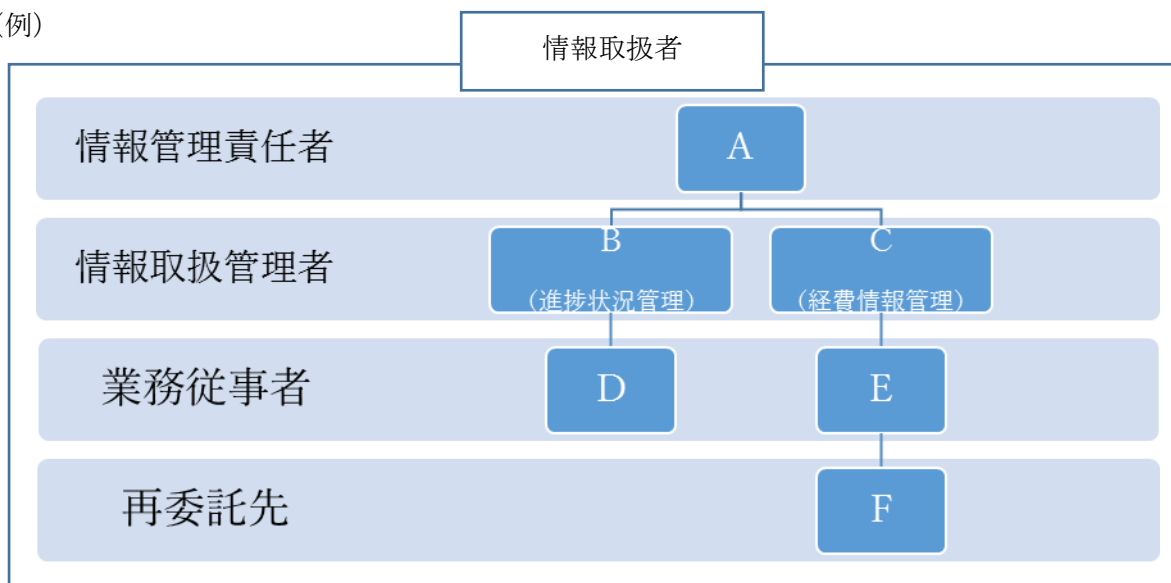 (例)
情報取扱者
情報管理責任者
A
情報取扱管理者
B
(進捗状況管理)
C
(経費情報管理)
業務従事者
D
E
再委託先
F